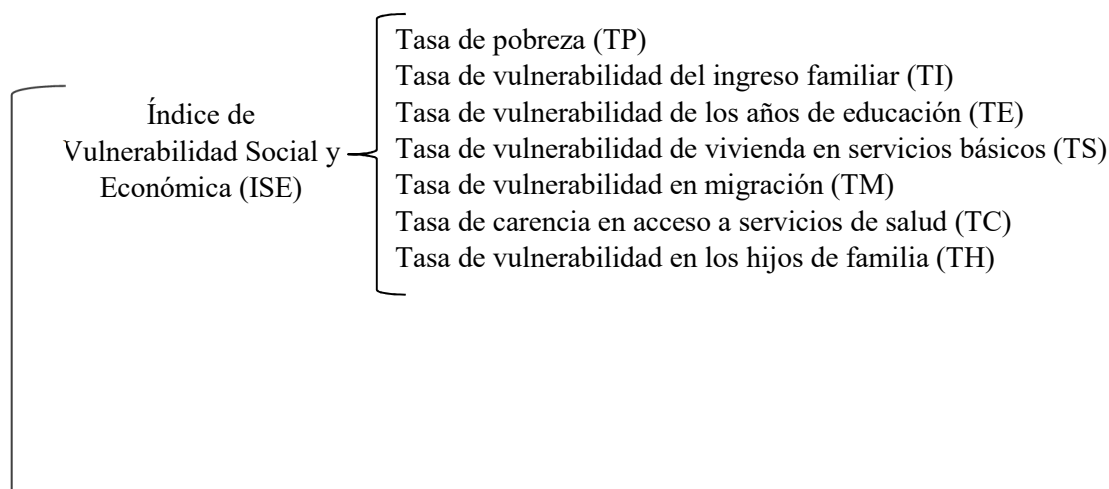 Índice de
Vulnerabilidad Social y
Económica (ISE)
Tasa de pobreza (TP)
Tasa de vulnerabilidad del ingreso familiar (TI)
Tasa de vulnerabilidad de los años de educación (TE)
Tasa de vulnerabilidad de vivienda en servicios básicos (TS)
Tasa de vulnerabilidad en migración (TM)
Tasa de carencia en acceso a servicios de salud (TC)
Tasa de vulnerabilidad en los hijos de familia (TH)